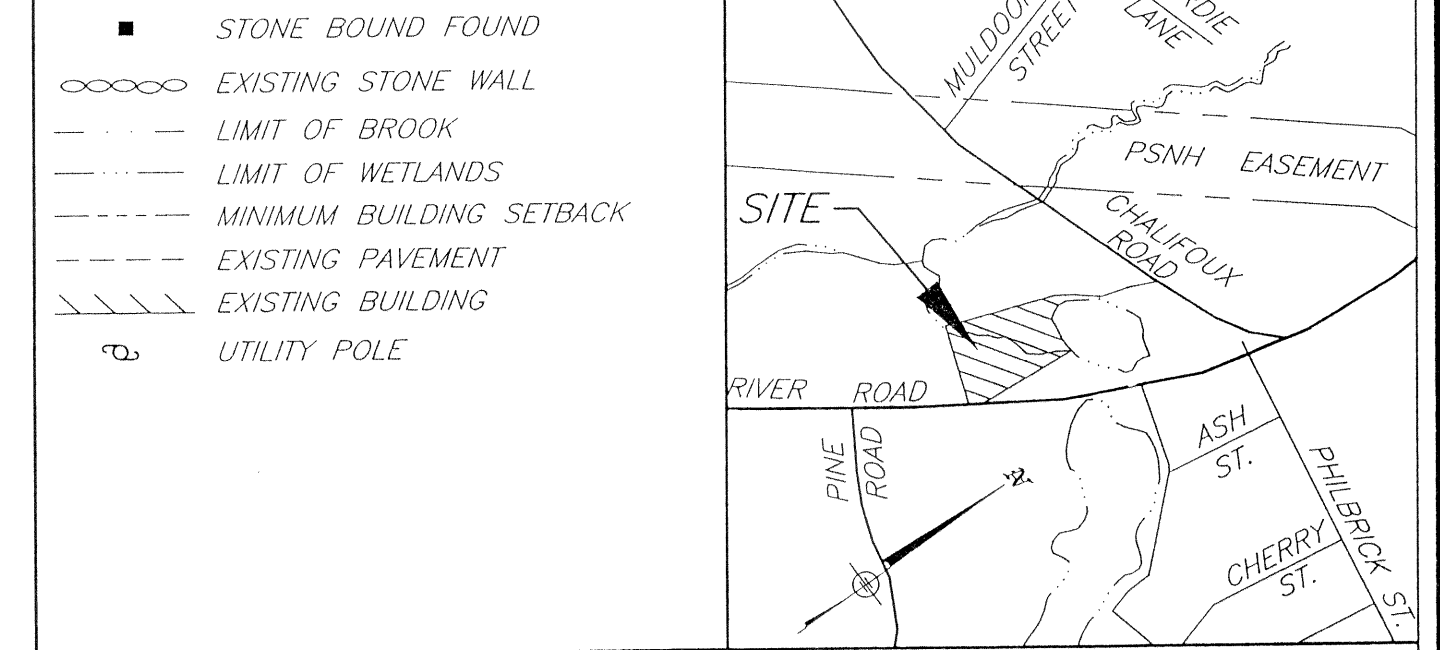 STONE BOUND FOUND
EXISTING STONE WALL
LIMIT OF BROOK
LIMIT OF WETLANDS
MINIMUM BUILDING SETBACK
EXISTING PAVEMENT
EXISTING BUILDING
UTILITY POLE
MULDOON
STREET
RDIE
LANE
PSNH EASEMENT
SITE
CHALIFOUX
ROAD
RIVER ROAD
PINE
ROAD
N
ASH
ST.
PHILBRICK ST.
CHERRY
ST.